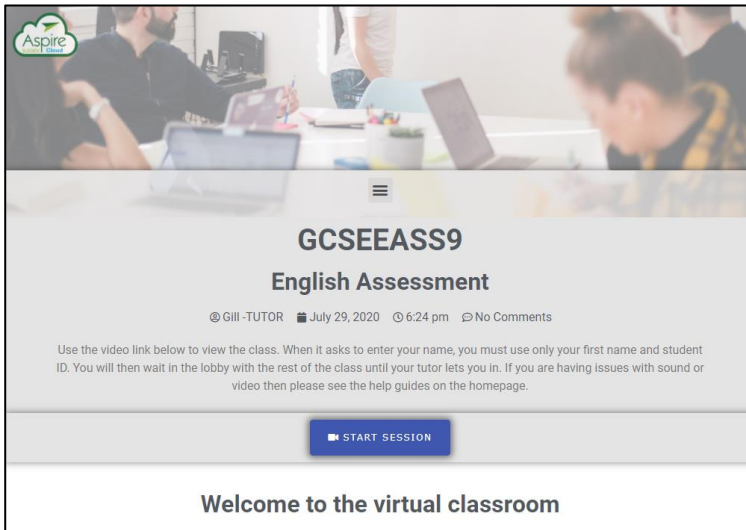 Aspire
Cloud
GCSEEASS9
English Assessment
Gill -TUTOR July 29, 2020 6:24 pm No Comments
Use the video link below to view the class. When it asks to enter your name, you must use only your first name and student
ID. You will then wait in the lobby with the rest of the class until your tutor lets you in. If you are having issues with sound or
video then please see the help guides on the homepage.
START SESSION
Welcome to the virtual classroom